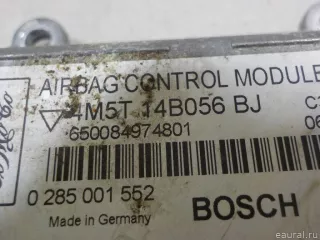 AIRBAG CONTROL MODULE
4M5T 14B056 BJ
650084974801
0 285 001 552
Made in Germany
BOSCH
eaural.ru